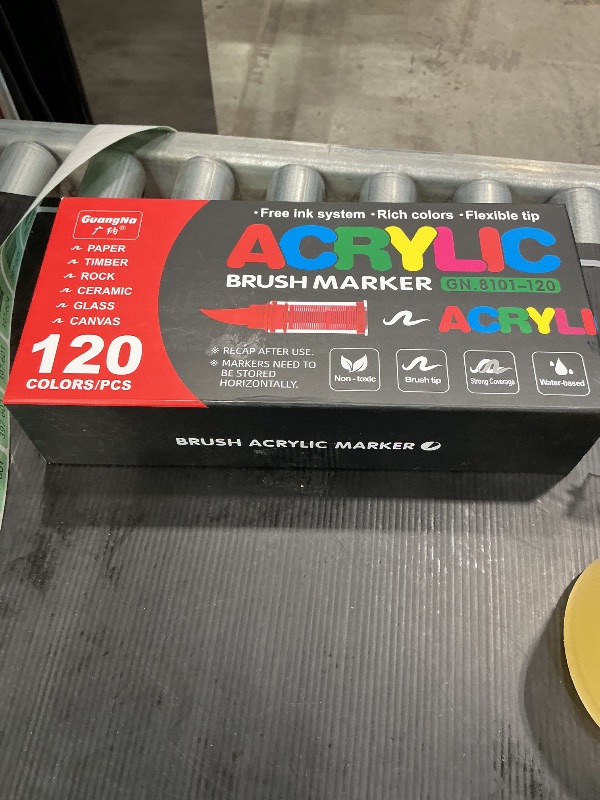 GuangNa
广纳®
PAPER
TIMBER
ROCK
CERAMIC
GLASS
CANVAS
120
COLORS/PCS
•Free ink system •Rich colors •Flexible tip
ACRYLIC
BRUSH MARKER GN.8101-120
ACRYLI
※ RECAP AFTER USE.
※ MARKERS NEED TO
BE STORED
HORIZONTALLY.
Non-toxic
Brush tip
Strong Coverage
Water-based
BRUSH ACRYLIC MARKER